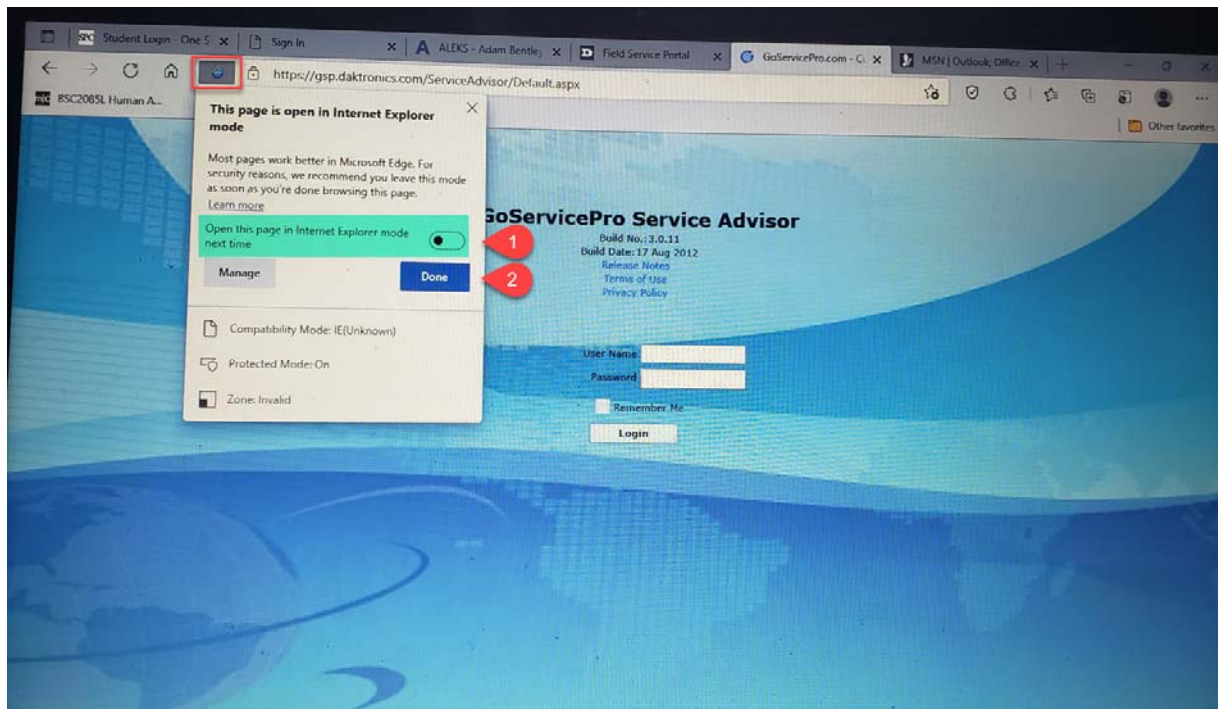 SPC Student Login - One S
Sign In
ALEKS - Adam Bentley
Field Service Portal
GoServicePro.com - G
MSN | Outlook, Office
https://gsp.daktronics.com/ServiceAdvisor/Default.aspx
BSC2085L Human A...
Other favorites
This page is open in Internet Explorer
mode
Most pages work better in Microsoft Edge. For
security reasons, we recommend you leave this mode
as soon as you're done browsing this page.
Learn more
Open this page in Internet Explorer mode
next time
1
Manage
Done
2
Compatibility Mode: IE(Unknown)
Protected Mode: On
Zone: Invalid
GoServicePro Service Advisor
Build No.:3.0.11
Build Date:17 Aug 2012
Release Notes
Terms of Use
Privacy Policy
User Name
Password
Remember Me
Login